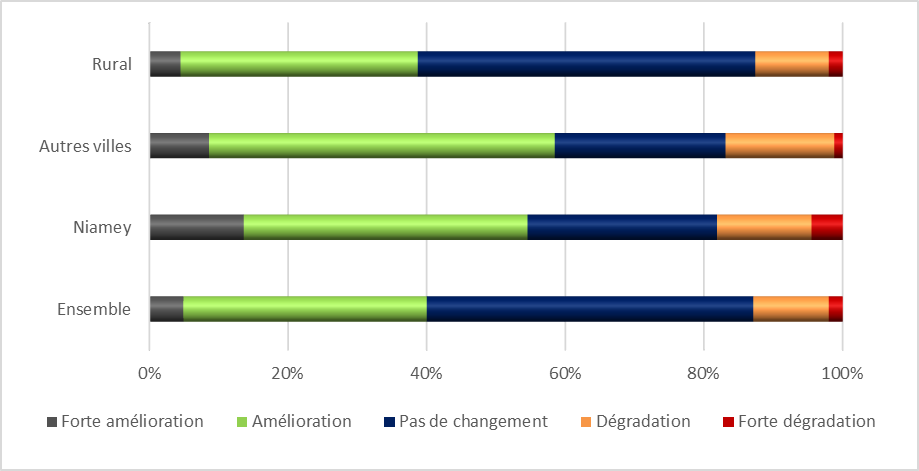 Rural
Autres villes
Niamey
Ensemble
0% 20% 40% 60% 80% 100%
Forte amélioration Amélioration Pas de changement Dégradation Forte dégradation